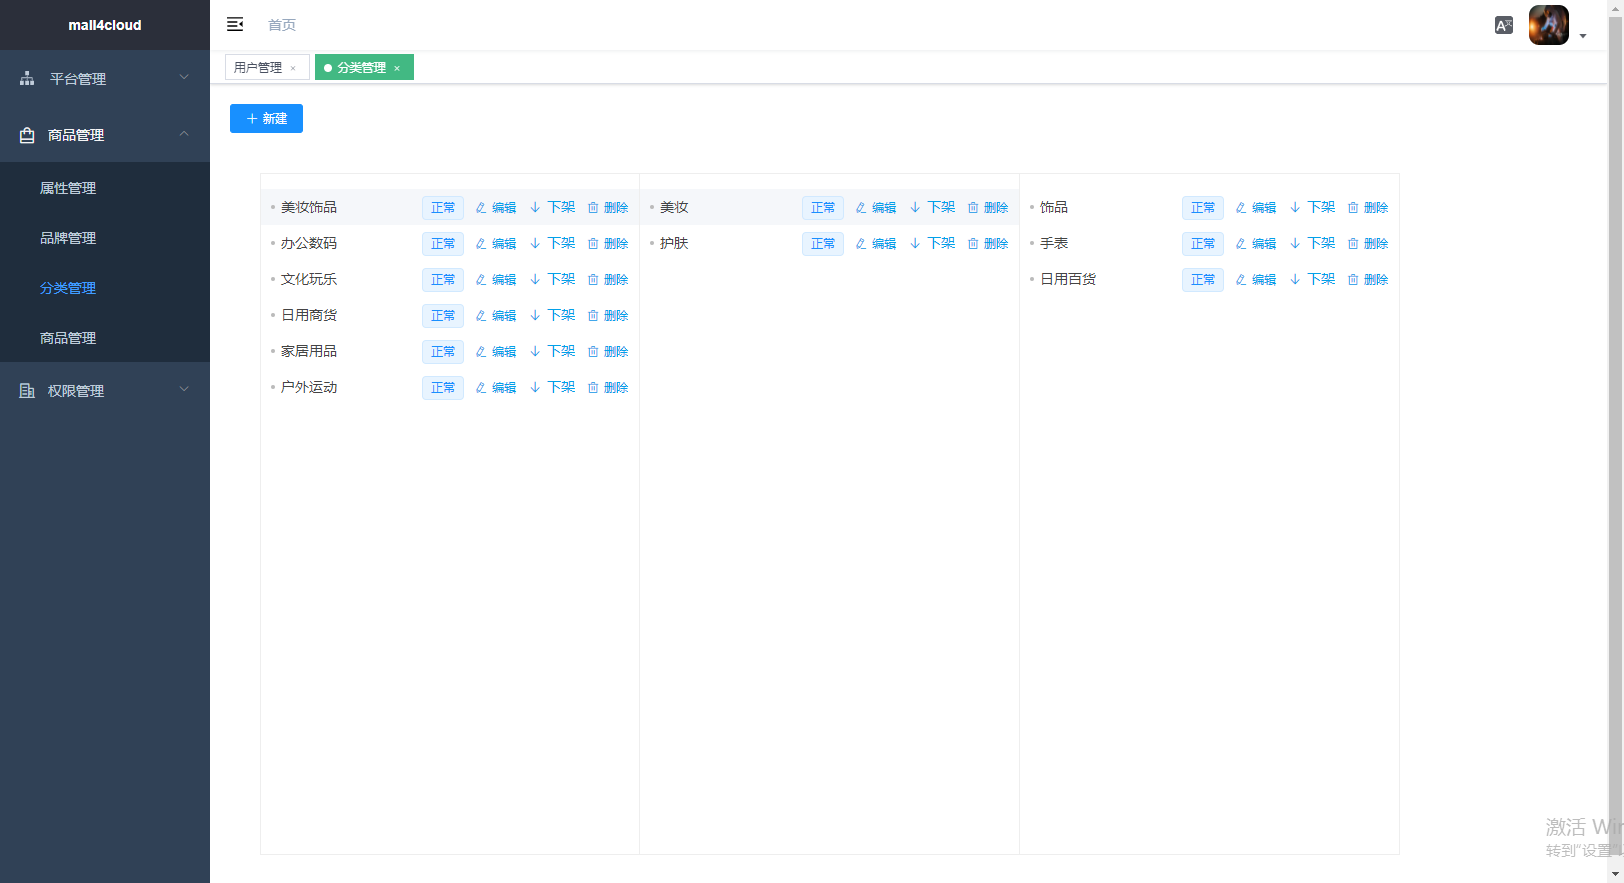 mall4cloud
首页
平台管理
商品管理
属性管理
品牌管理
分类管理
商品管理
权限管理
用户管理 ×
分类管理 ×
+ 新建
美妆饰品 正常 编辑 下架 删除
办公数码 正常 编辑 下架 删除
文化玩乐 正常 编辑 下架 删除
日用商货 正常 编辑 下架 删除
家居用品 正常 编辑 下架 删除
户外运动 正常 编辑 下架 删除
美妆 正常 编辑 下架 删除
护肤 正常 编辑 下架 删除
饰品 正常 编辑 下架 删除
手表 正常 编辑 下架 删除
日用百货 正常 编辑 下架 删除
激活 Win
转到"设置"